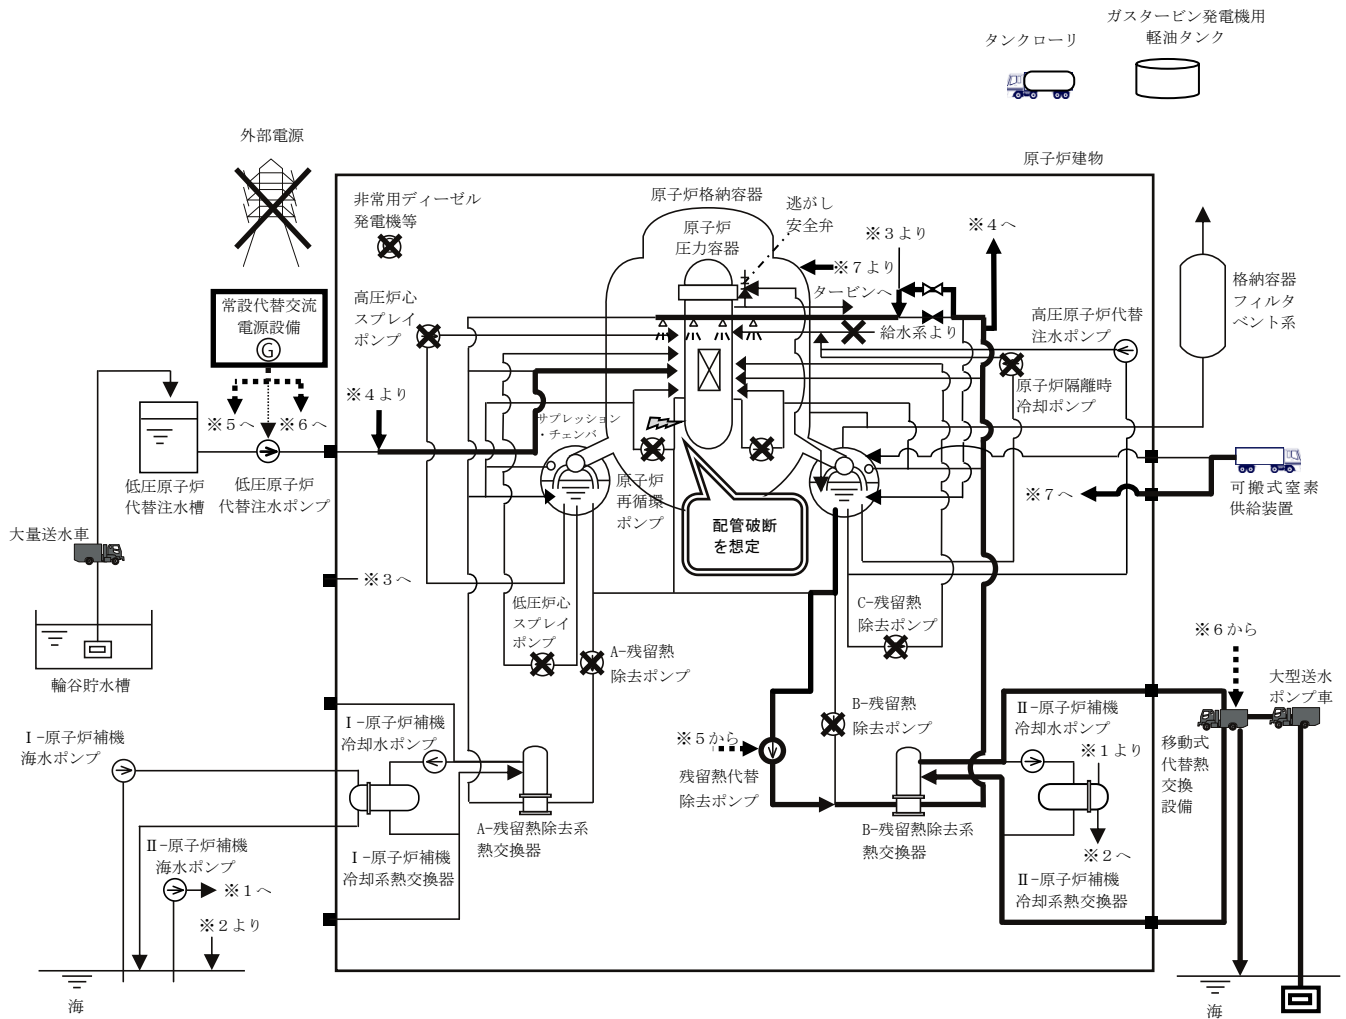 ガスタービン発電機用
軽油タンク
タンクローリ
外部電源
原子炉建物
非常用ディーゼル
発電機等
原子炉格納容器
逃がし
安全弁
原子炉
圧力容器
※３より
※４へ
※７より
タービンへ
格納容器
フィルタ
ベント系
常設代替交流
電源設備
G
高圧炉心
スプレイ
ポンプ
給水系より
高圧原子炉代替
注水ポンプ
原子炉隔離時
冷却ポンプ
※４より
※５へ
※６へ
サプレッション
・チェンバ
低圧原子炉
代替注水槽
低圧原子炉
代替注水ポンプ
原子炉
再循環
ポンプ
配管破断
を想定
※７へ
可搬式窒素
供給装置
大量送水車
※３へ
低圧炉心
スプレイ
ポンプ
C-残留熱
除去ポンプ
A-残留熱
除去ポンプ
※６から
大型送水
ポンプ車
輪谷貯水槽
Ⅰ-原子炉補機
海水ポンプ
Ⅰ-原子炉補機
冷却水ポンプ
※５から
残留熱代替
除去ポンプ
B-残留熱
除去ポンプ
Ⅱ-原子炉補機
冷却水ポンプ
※１より
移動式
代替熱
交換
設備
A-残留熱除去系
熱交換器
B-残留熱除去系
熱交換器
※２へ
Ⅱ-原子炉補機
海水ポンプ
※１へ
Ⅰ-原子炉補機
冷却系熱交換器
Ⅱ-原子炉補機
冷却系熱交換器
※２より
海
海